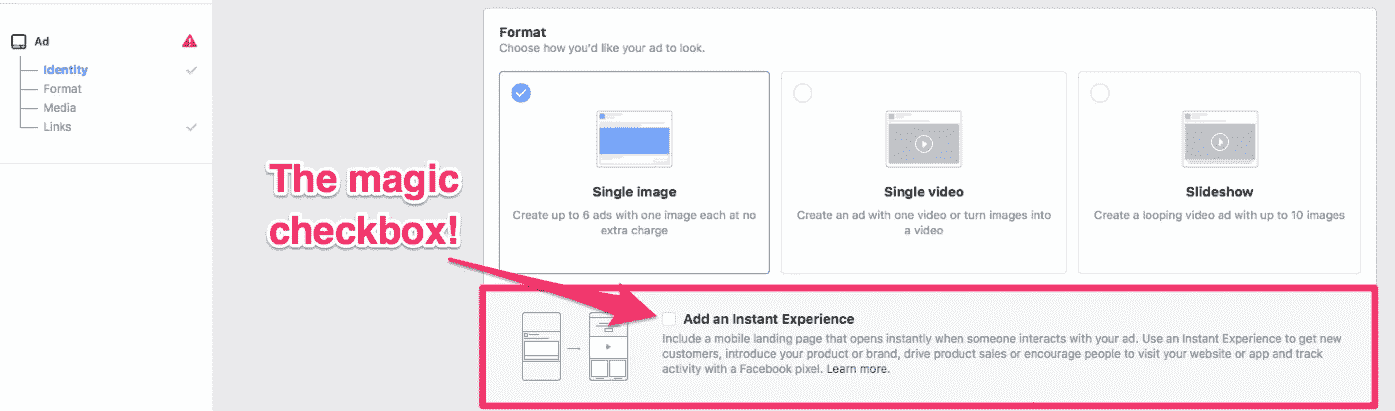 Ad
Identity
Format
Media
Links
Format
Choose how you'd like your ad to look.
Single image
Create up to 6 ads with one image each at no
extra charge
Single video
Create an ad with one video or turn images into
a video
Slideshow
Create a looping video ad with up to 10 images
The magic
checkbox!
Add an Instant Experience
Include a mobile landing page that opens instantly when someone interacts with your ad. Use an Instant Experience to get new
customers, introduce your product or brand, drive product sales or encourage people to visit your website or app and track
activity with a Facebook pixel. Learn more.